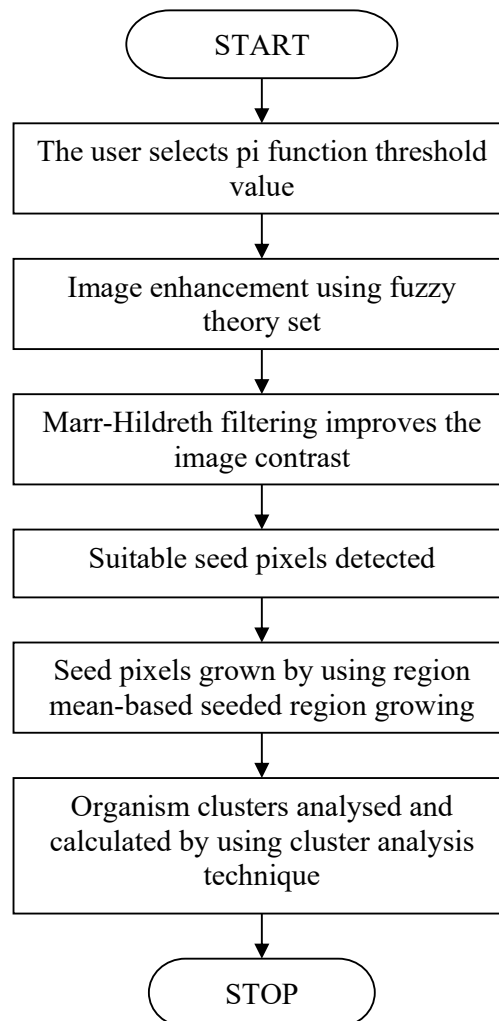 START
The user selects pi function threshold
value
Image enhancement using fuzzy
theory set
Marr-Hildreth filtering improves the
image contrast
Suitable seed pixels detected
Seed pixels grown by using region
mean-based seeded region growing
Organism clusters analysed and
calculated by using cluster analysis
technique
STOP